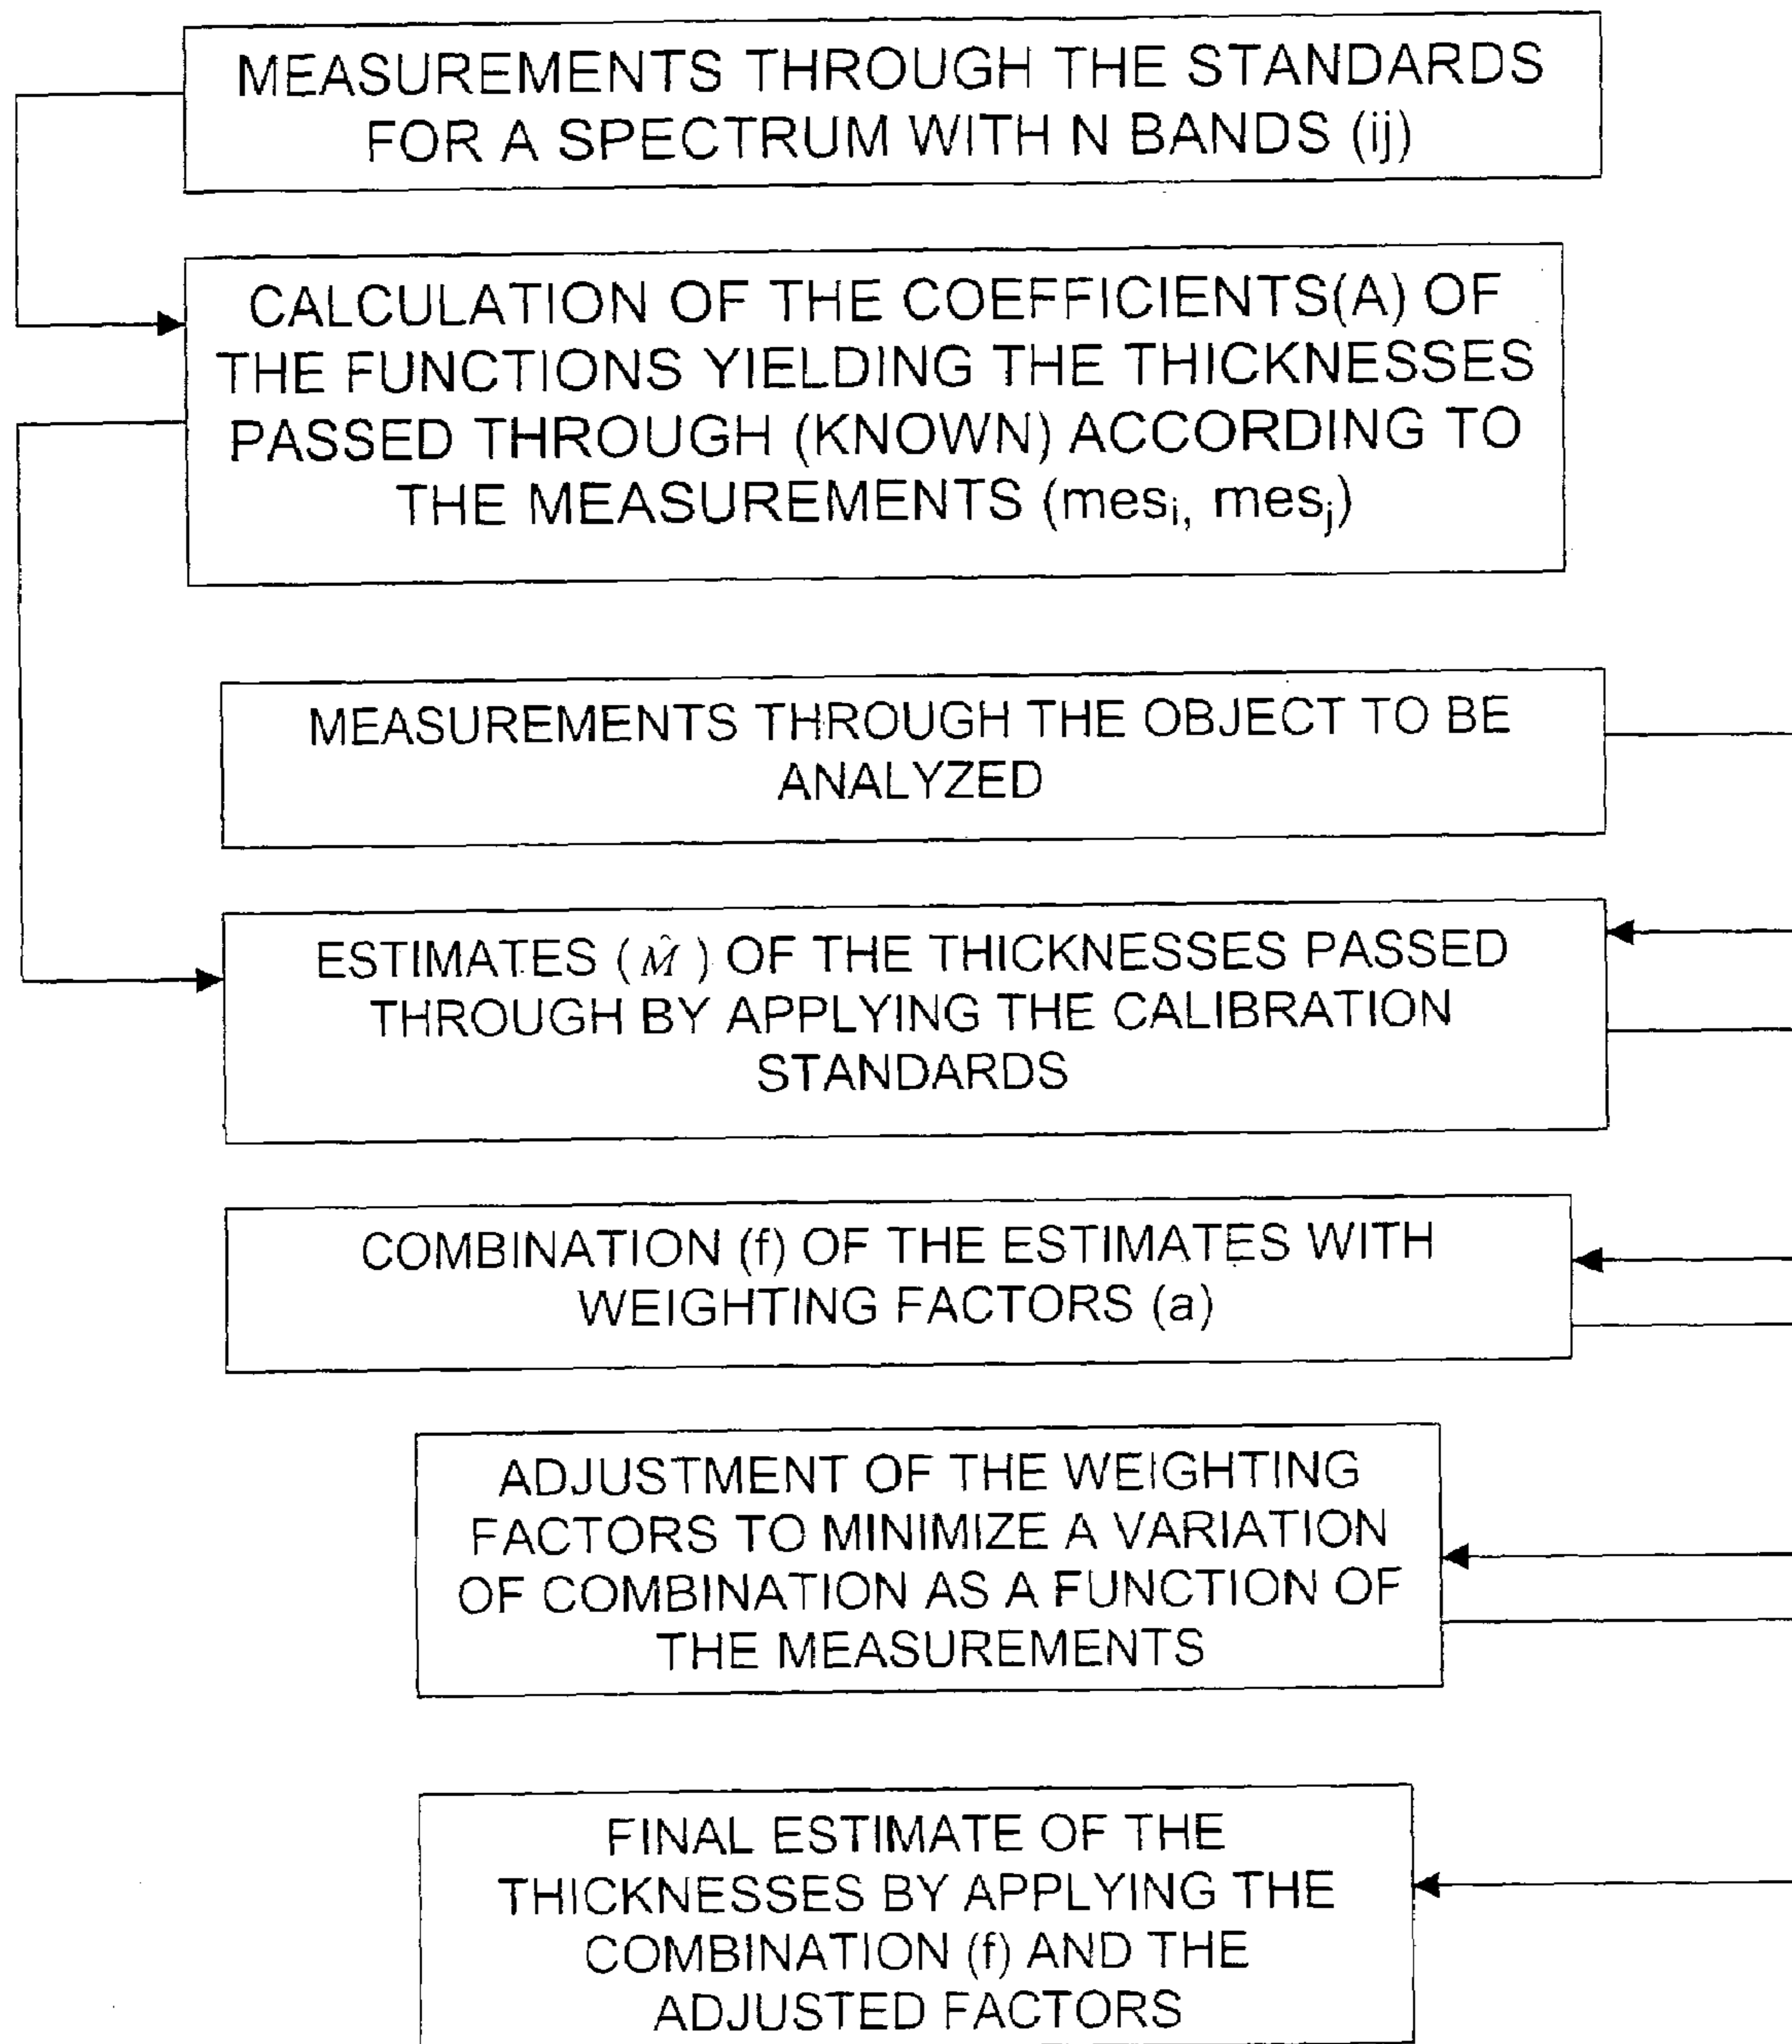 MEASUREMENTS THROUGH THE STANDARDS
FOR A SPECTRUM WITH N BANDS (ij)
CALCULATION OF THE COEFFICIENTS(A) OF
THE FUNCTIONS YIELDING THE THICKNESSES
PASSED THROUGH (KNOWN) ACCORDING TO
THE MEASUREMENTS (mesᵢ, mesⱼ)
MEASUREMENTS THROUGH THE OBJECT TO BE
ANALYZED
ESTIMATES (M̂) OF THE THICKNESSES PASSED
THROUGH BY APPLYING THE CALIBRATION
STANDARDS
COMBINATION (f) OF THE ESTIMATES WITH
WEIGHTING FACTORS (a)
ADJUSTMENT OF THE WEIGHTING
FACTORS TO MINIMIZE A VARIATION
OF COMBINATION AS A FUNCTION OF
THE MEASUREMENTS
FINAL ESTIMATE OF THE
THICKNESSES BY APPLYING THE
COMBINATION (f) AND THE
ADJUSTED FACTORS